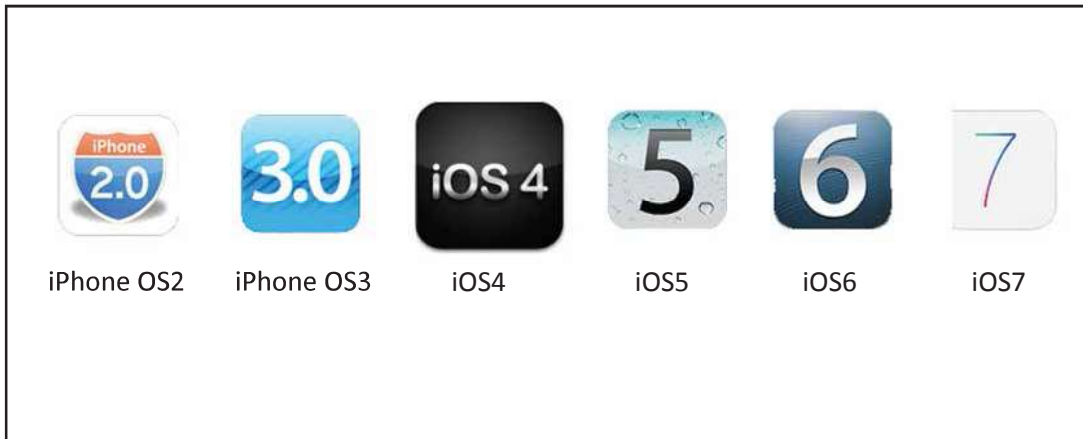 iPhone
2.0
3.0
iOS 4
5
6
7
iPhone OS2
iPhone OS3
iOS4
iOS5
iOS6
iOS7